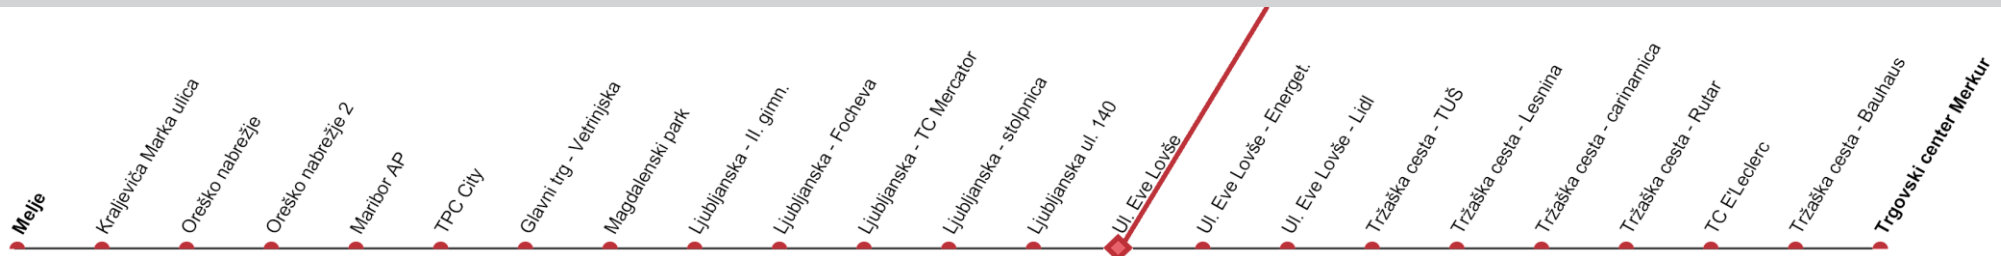 Melje
Kraljeviča Marka ulica
Oreško nabrežje
Oreško nabrežje 2
Maribor AP
TPC City
Glavni trg - Vetrinjska
Magdalenski park
Ljubljanska - II. gimn.
Ljubljanska - Focheva
Ljubljanska - TC Mercator
Ljubljanska - stolpnica
Ljubljanska ul. 140
Ul. Eve Lovše
Ul. Eve Lovše - Energet.
Ul. Eve Lovše - Lidl
Tržaška cesta - TUŠ
Tržaška cesta - Lesnina
Tržaška cesta - carinarnica
Tržaška cesta - Rutar
TC E'Leclerc
Tržaška cesta - Bauhaus
Trgovski center Merkur